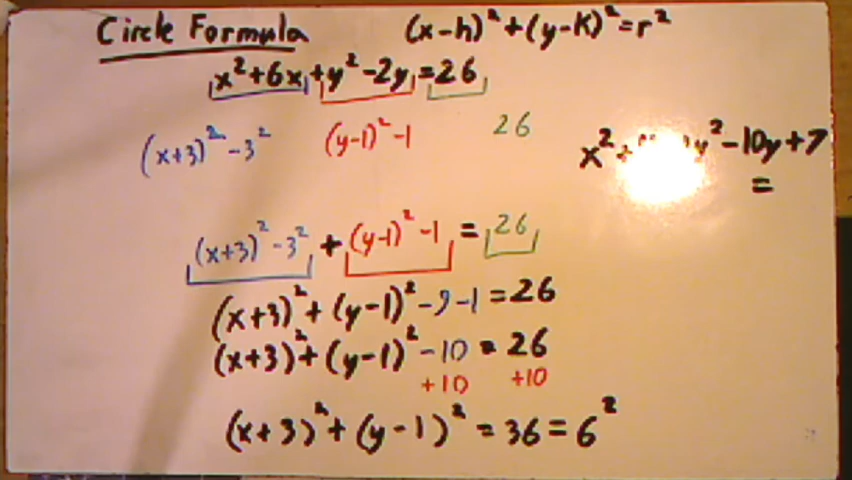 Circle Formula (x-h)²+(y-k)²=r²
x²+6x+y²-2y=26
(x+3)²-3² (y-1)²-1 26
x²+ y²-10y+7
=
(x+3)²-3²+(y-1)²-1=26
(x+3)²+(y-1)²-9-1=26
(x+3)²+(y-1)²-10=26
+10 +10
(x+3)²+(y-1)²=36=6²